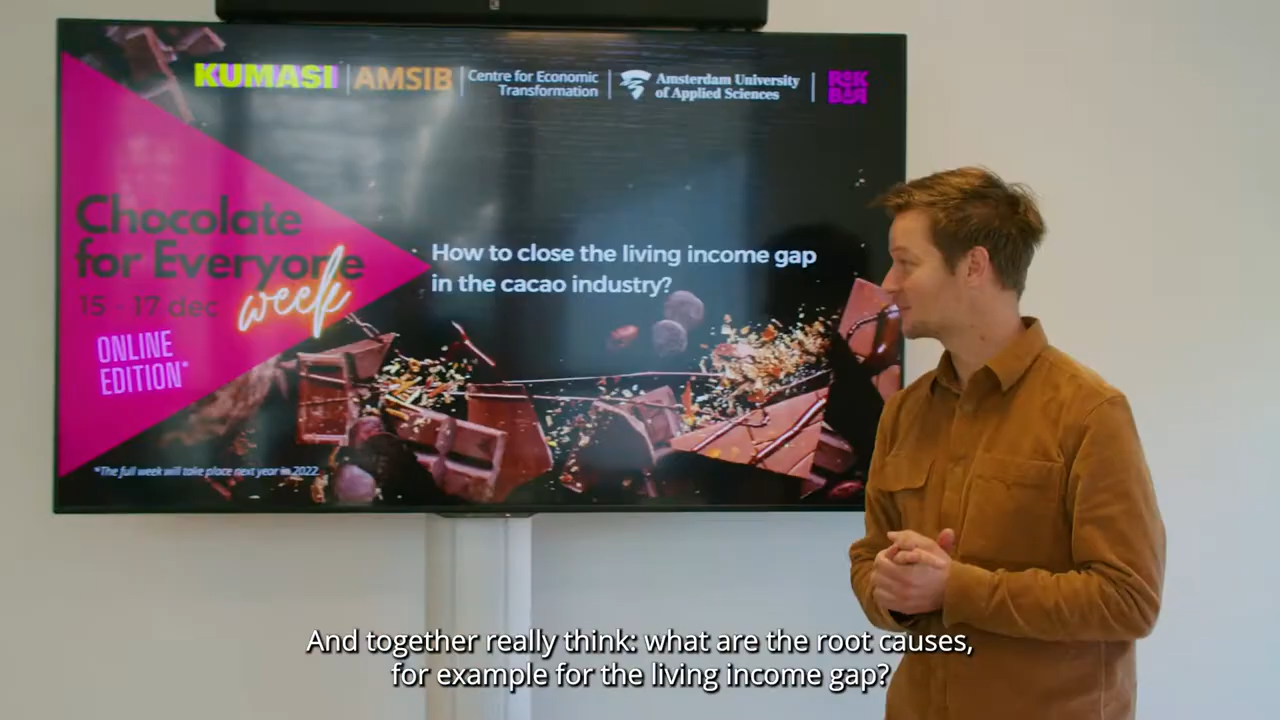 KUMASI
AMSIB
Centre for Economic
Transformation
Amsterdam University
of Applied Sciences
ROK
BAR
Chocolate
for Everyone
week
15 - 17 dec
ONLINE
EDITION*
How to close the living income gap
in the cacao industry?
*The full week will take place next year in 2022
And together really think: what are the root causes,
for example for the living income gap?